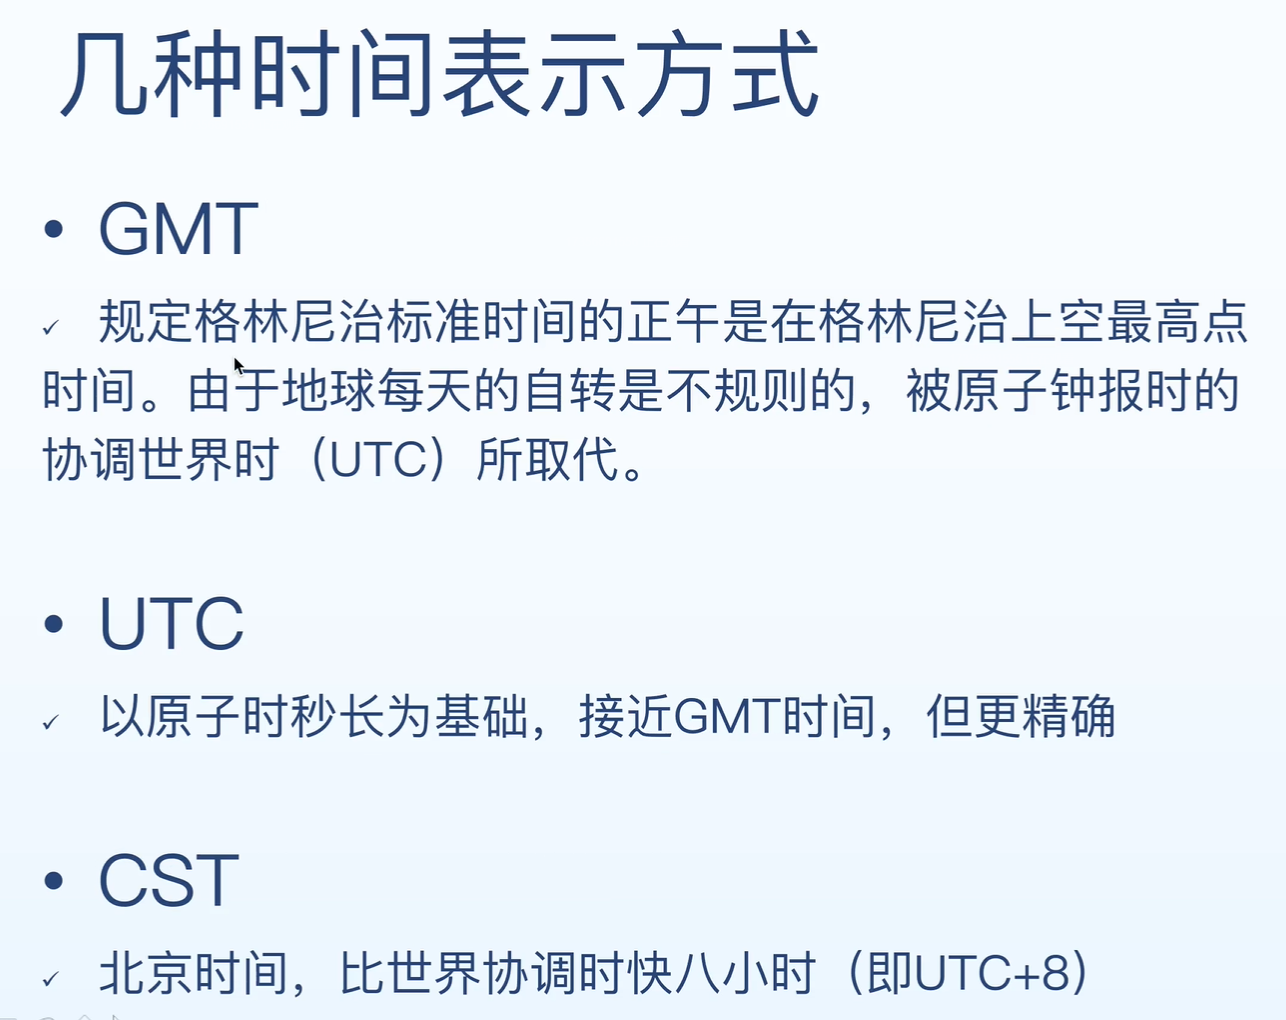 几种时间表示方式
• GMT
✓ 规定格林尼治标准时间的正午是在格林尼治上空最高点
时间。由于地球每天的自转是不规则的，被原子钟报时的
协调世界时（UTC）所取代。
• UTC
✓ 以原子时秒长为基础，接近GMT时间，但更精确
• CST
✓ 北京时间，比世界协调时快八小时（即UTC+8）